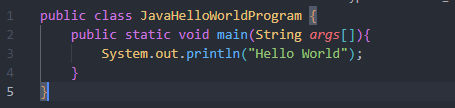 1 public class JavaHelloWorldProgram {
2     public static void main(String args[]){
3         System.out.println("Hello World");
4     }
5 }